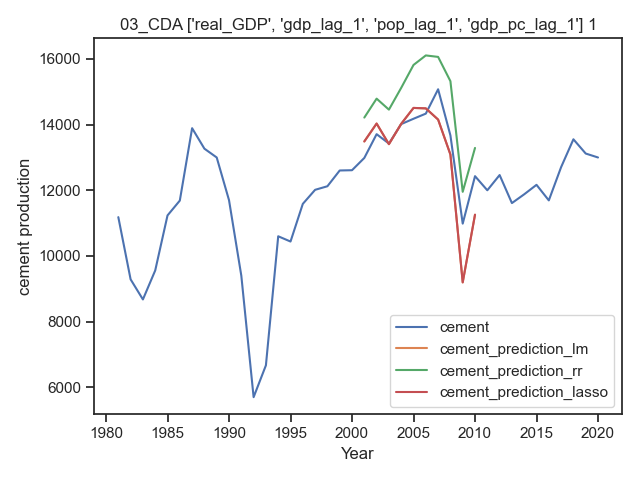 03_CDA ['real_GDP', 'gdp_lag_1', 'pop_lag_1', 'gdp_pc_lag_1'] 1
16000
14000
12000
10000
8000
6000
cement production
cement
cement_prediction_lm
cement_prediction_rr
cement_prediction_lasso
1980 1985 1990 1995 2000 2005 2010 2015 2020
Year